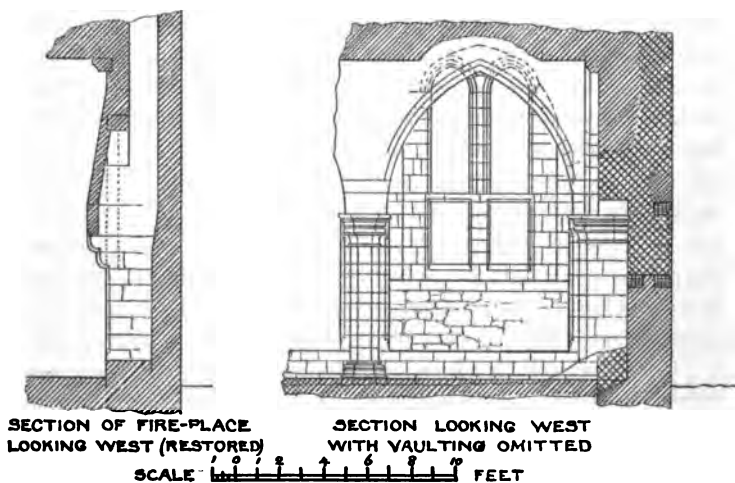 SECTION OF FIRE-PLACE
LOOKING WEST (RESTORED)
SECTION LOOKING WEST
WITH VAULTING OMITTED
SCALE 1 0 1 2 4 6 8 10 FEET